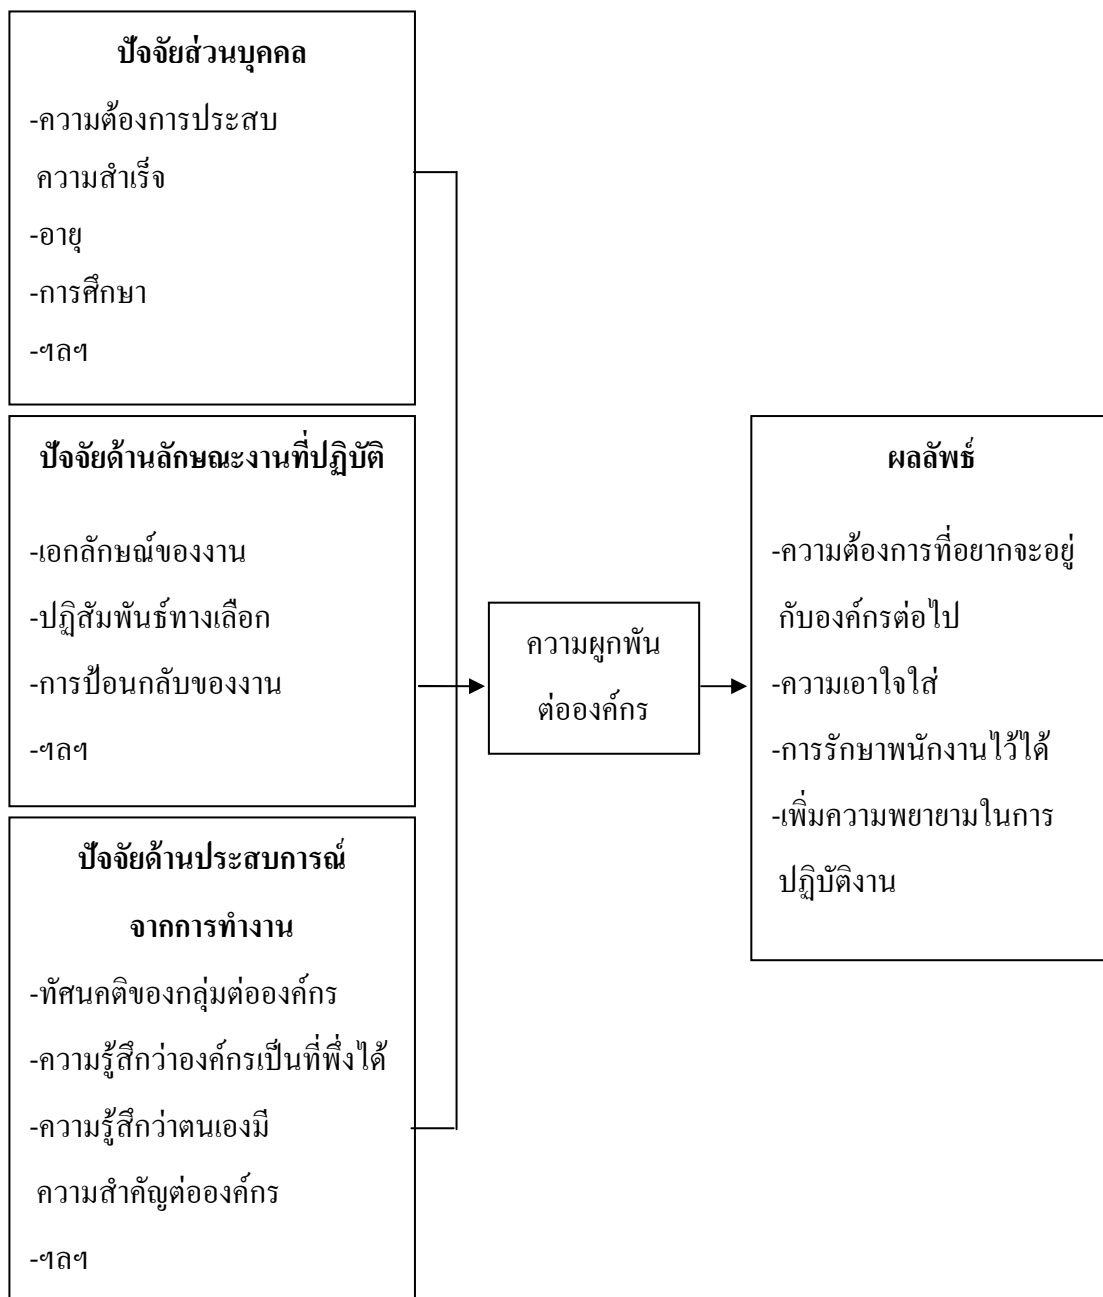 ปัจจัยส่วนบุคคล
-ความต้องการประสบ
ความสำเร็จ
-อายุ
-การศึกษา
-ฯลฯ
ปัจจัยด้านลักษณะงานที่ปฏิบัติ
-เอกลักษณ์ของงาน
-ปฏิสัมพันธ์ทางเลือก
-การป้อนกลับของงาน
-ฯลฯ
ปัจจัยด้านประสบการณ์
จากการทำงาน
-ทัศนคติของกลุ่มต่อองค์กร
-ความรู้สึกว่าองค์กรเป็นที่พึ่งได้
-ความรู้สึกว่าตนเองมี
ความสำคัญต่อองค์กร
-ฯลฯ
ความผูกพัน
ต่อองค์กร
ผลลัพธ์
-ความต้องการที่อยากจะอยู่
กับองค์กรต่อไป
-ความเอาใจใส่
-การรักษาพนักงานไว้ได้
-เพิ่มความพยายามในการ
ปฏิบัติงาน